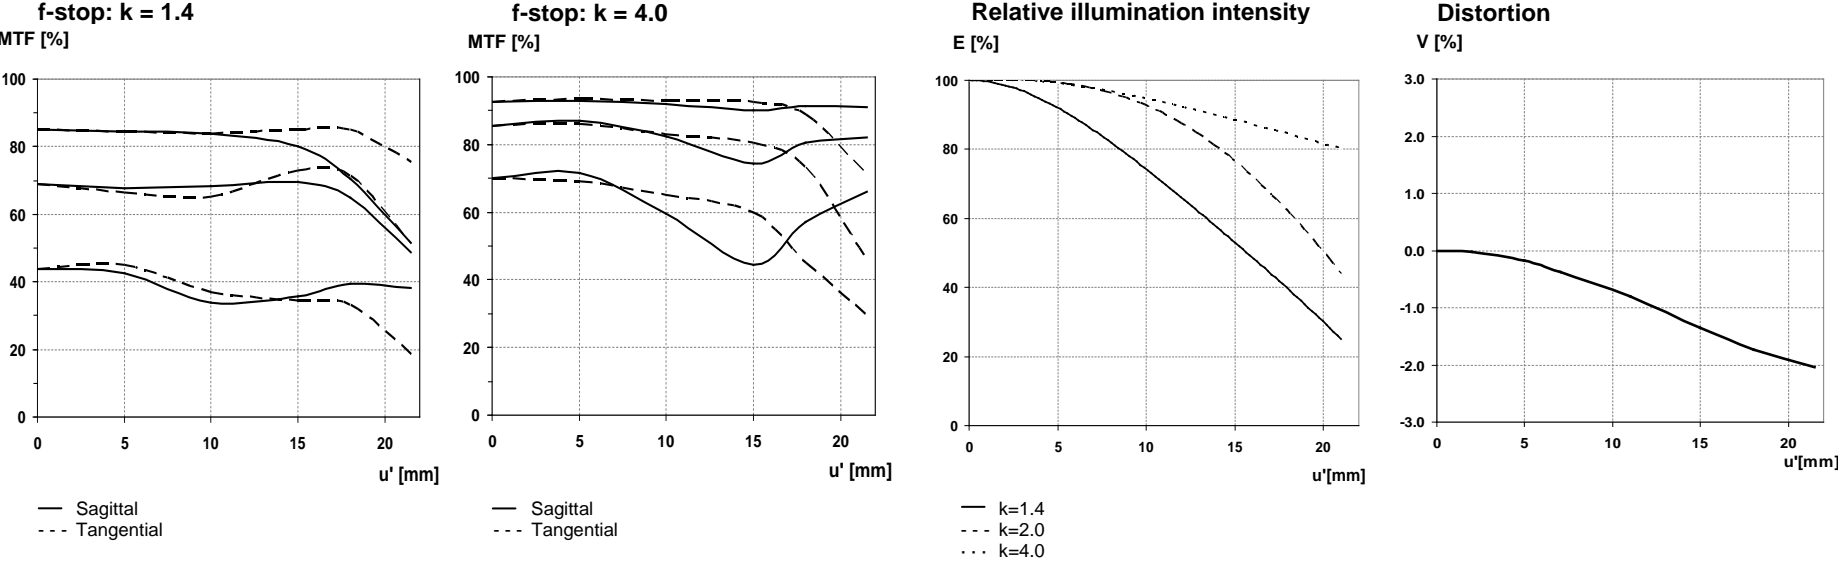 f-stop: k = 1.4
MTF [%]
100
80
60
40
20
0
0 5 10 15 20
u' [mm]
Sagittal
Tangential
f-stop: k = 4.0
MTF [%]
100
80
60
40
20
0
0 5 10 15 20
u' [mm]
Sagittal
Tangential
Relative illumination intensity
E [%]
100
80
60
40
20
0
0 5 10 15 20
u'[mm]
k=1.4
k=2.0
k=4.0
Distortion
V [%]
3.0
2.0
1.0
0.0
-1.0
-2.0
-3.0
0 5 10 15 20
u'[mm]